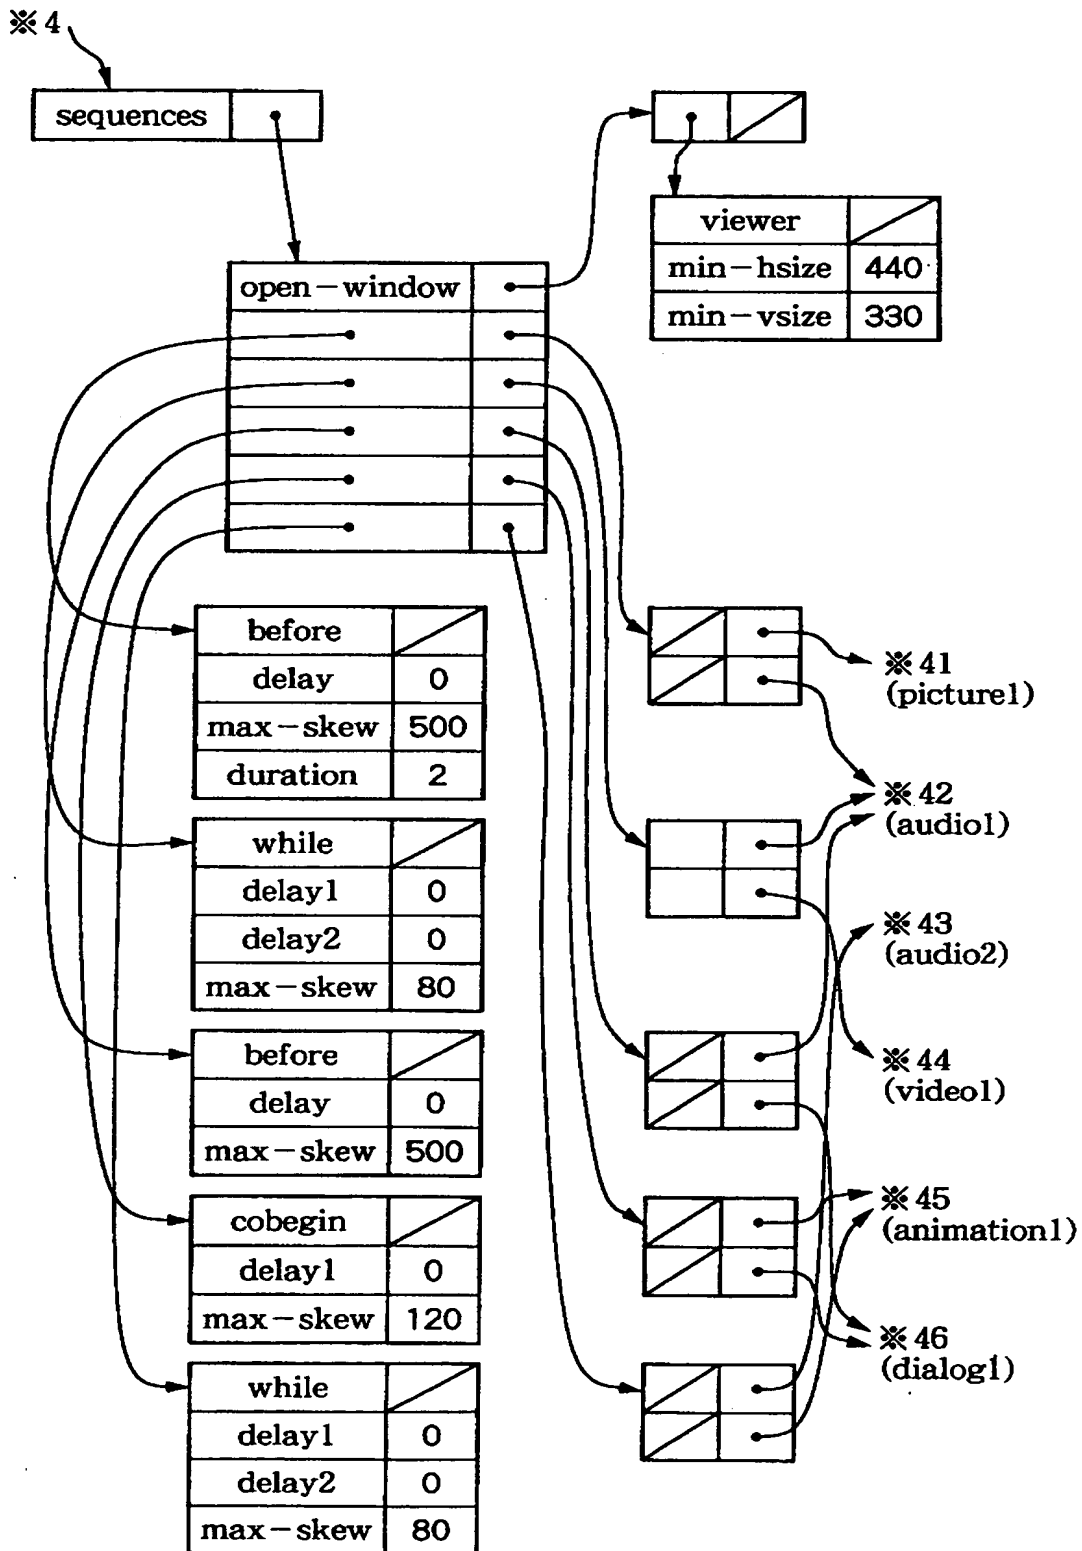 ※4
sequences
viewer
min−hsize 440
min−vsize 330
open−window
before
delay 0
max−skew 500
duration 2
while
delay1 0
delay2 0
max−skew 80
before
delay 0
max−skew 500
cobegin
delay1 0
max−skew 120
while
delay1 0
delay2 0
max−skew 80
※41
(picture1)
※42
(audio1)
※43
(audio2)
※44
(video1)
※45
(animation1)
※46
(dialog1)